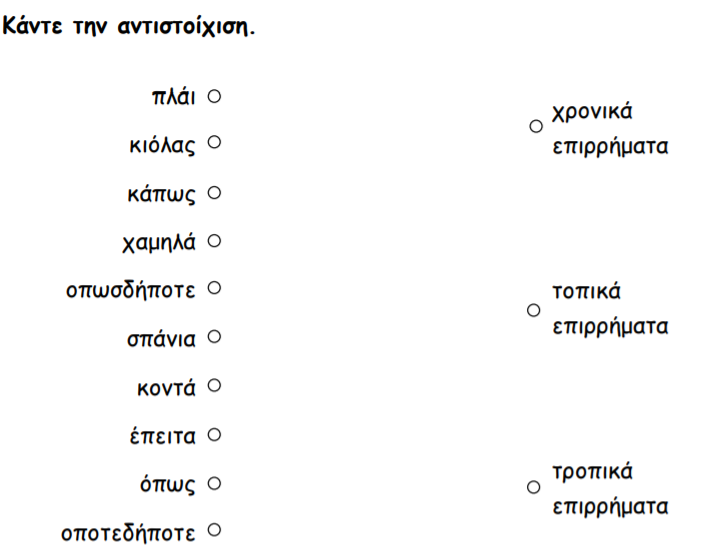 Κάντε την αντιστοίχιση.
πλάι
κιόλας
κάπως
χαμηλά
οπωσδήποτε
σπάνια
κοντά
έπειτα
όπως
οποτεδήποτε
χρονικά
επιρρήματα
τοπικά
επιρρήματα
τροπικά
επιρρήματα